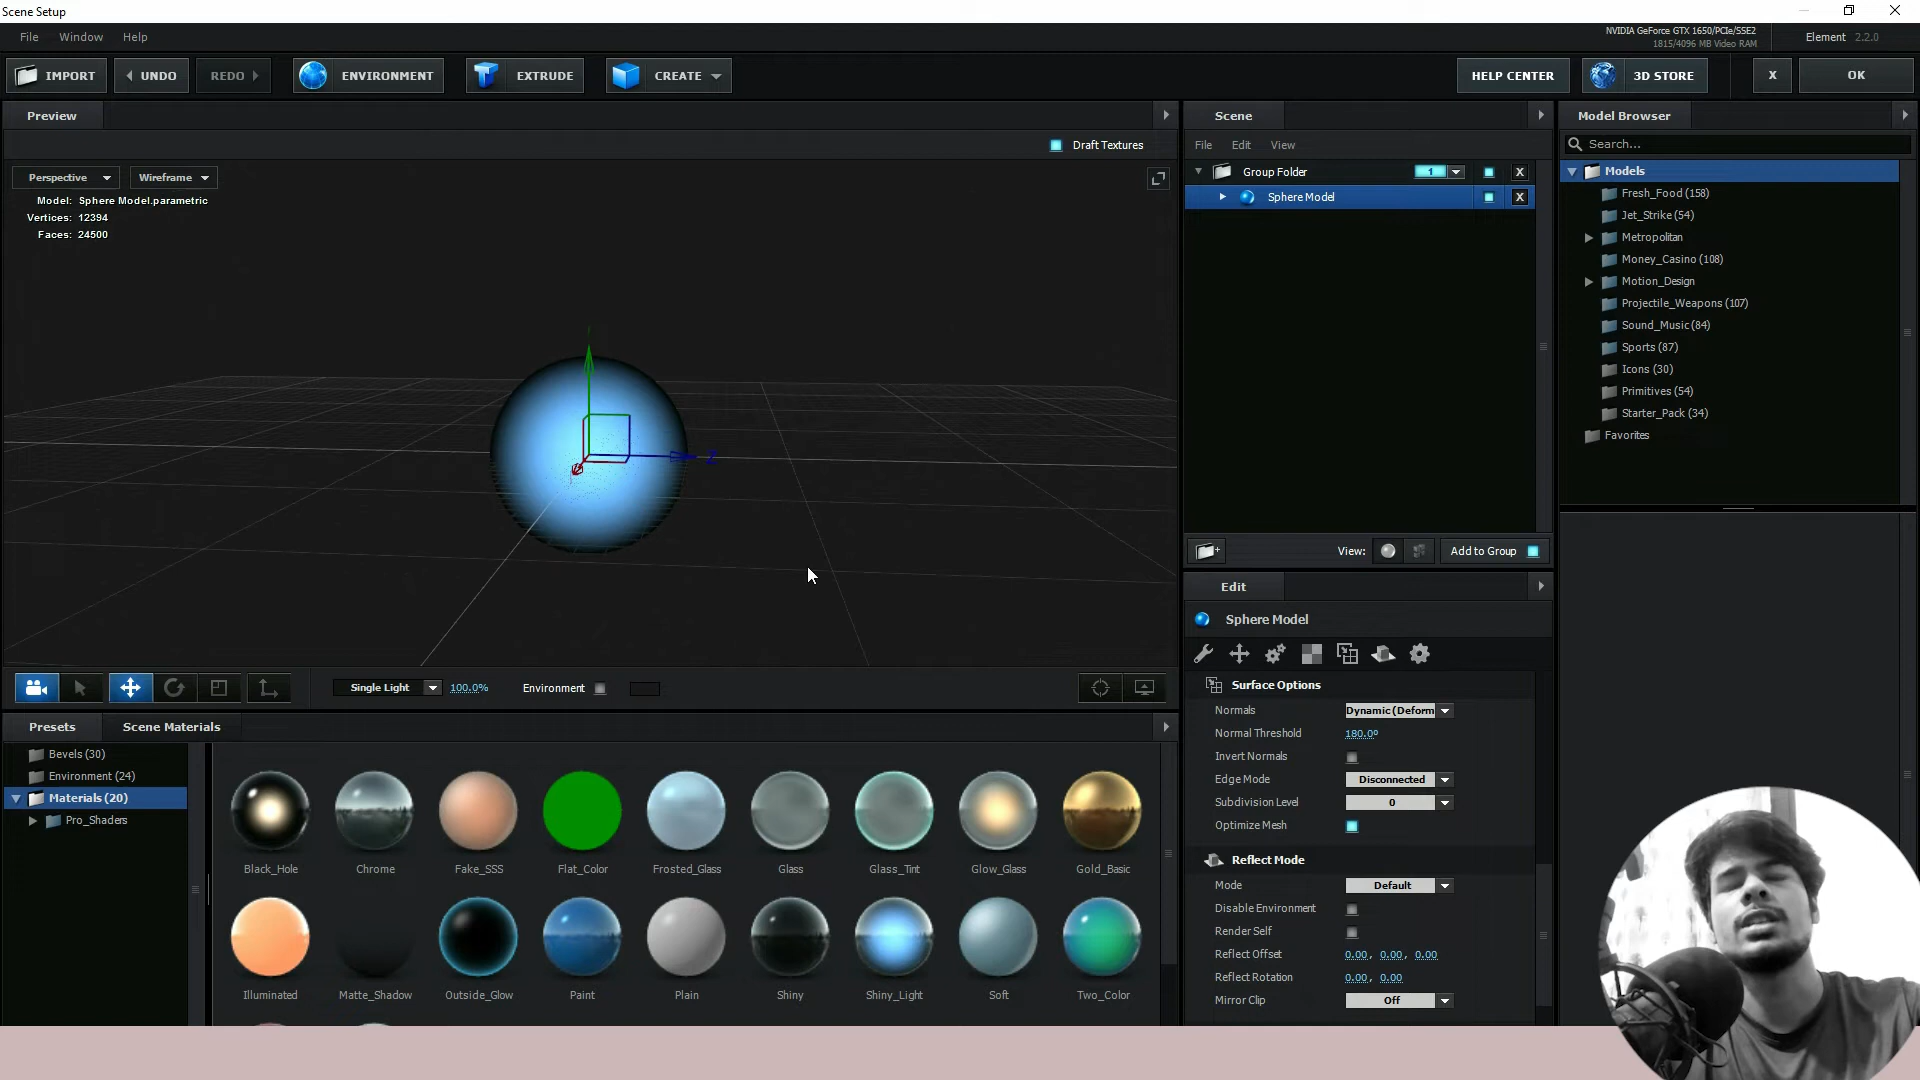 Scene Setup
File Window Help
NVIDIA GeForce GTX 1650/PCIe/SSE2
1815/4096 MB Video RAM
Element 2.2.0
IMPORT UNDO REDO ENVIRONMENT EXTRUDE CREATE HELP CENTER 3D STORE X OK
Preview
Draft Textures
Perspective Wireframe
Model: Sphere Model.parametric
Vertices: 12394
Faces: 24500
Z
Single Light 100.0% Environment
Scene
File Edit View
Group Folder 1 X
Sphere Model X
View: Add to Group
Edit
Sphere Model
Surface Options
Normals Dynamic (Deform
Normal Threshold 180.0º
Invert Normals
Edge Mode Disconnected
Subdivision Level 0
Optimize Mesh
Reflect Mode
Mode Default
Disable Environment
Render Self
Reflect Offset 0.00, 0.00, 0.00
Reflect Rotation 0.00, 0.00
Mirror Clip Off
Model Browser
Search...
Models
Fresh_Food (158)
Jet_Strike (54)
Metropolitan
Money_Casino (108)
Motion_Design
Projectile_Weapons (107)
Sound_Music (84)
Sports (87)
Icons (30)
Primitives (54)
Starter_Pack (34)
Favorites
Presets Scene Materials
Bevels (30)
Environment (24)
Materials (20)
Pro_Shaders
Black_Hole Chrome Fake_SSS Flat_Color Frosted_Glass Glass Glass_Tint Glow_Glass Gold_Basic
Illuminated Matte_Shadow Outside_Glow Paint Plain Shiny Shiny_Light Soft Two_Color